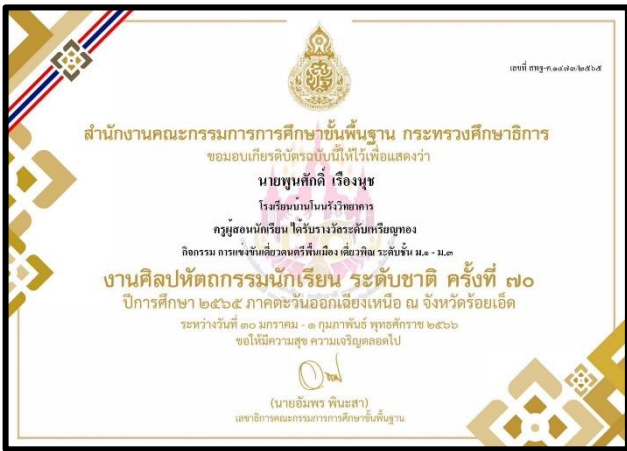 เลขที่ สพฐ-ค.๑๔๗๓/๒๕๖๕
สำนักงานคณะกรรมการการศึกษาขั้นพื้นฐาน กระทรวงศึกษาธิการ
ขอมอบเกียรติบัตรฉบับนี้ให้ไว้เพื่อแสดงว่า
นายพูนศักดิ์ เรืองนุช
โรงเรียนบ้านโนนรังวิทยาคาร
ครูผู้สอนนักเรียน ได้รับรางวัลระดับเหรียญทอง
กิจกรรม การแข่งขันเดี่ยวดนตรีพื้นเมือง เดี่ยวพิณ ระดับชั้น ม.๑ - ม.๓
งานศิลปหัตถกรรมนักเรียน ระดับชาติ ครั้งที่ ๗๐
ปีการศึกษา ๒๕๖๕ ภาคตะวันออกเฉียงเหนือ ณ จังหวัดร้อยเอ็ด
ระหว่างวันที่ ๓๐ มกราคม - ๑ กุมภาพันธ์ พุทธศักราช ๒๕๖๖
ขอให้มีความสุข ความเจริญตลอดไป
(นายอัมพร พินะสา)
เลขาธิการคณะกรรมการการศึกษาขั้นพื้นฐาน